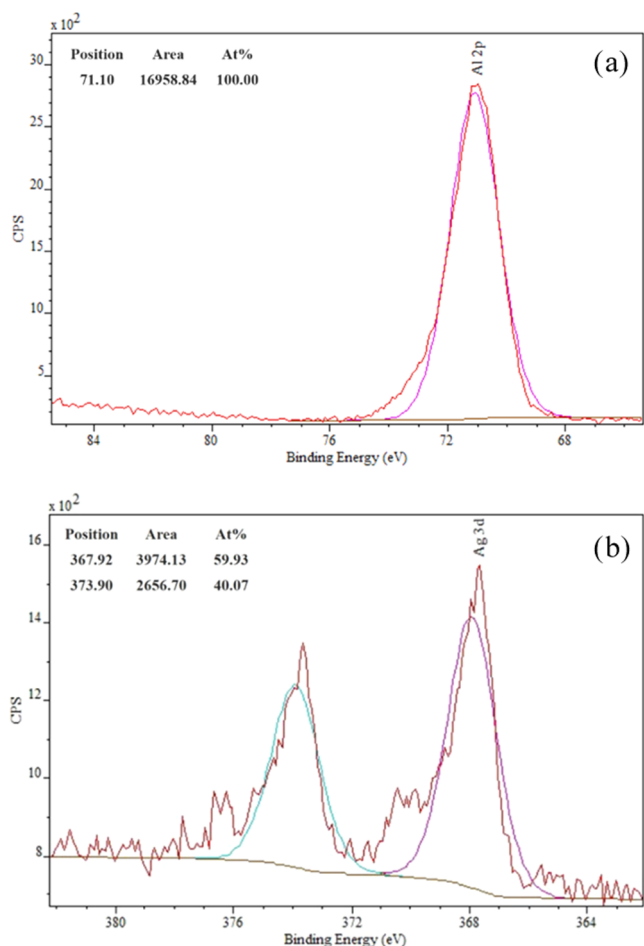 x 10²
Position Area At%
71.10 16958.84 100.00
Al 2p
(a)
30
25
20
15
10
5
CPS
84 80 76 72 68
Binding Energy (eV)
x 10²
Position Area At%
367.92 3974.13 59.93
373.90 2656.70 40.07
Ag 3d
(b)
16
14
12
10
8
CPS
380 376 372 368 364
Binding Energy (eV)